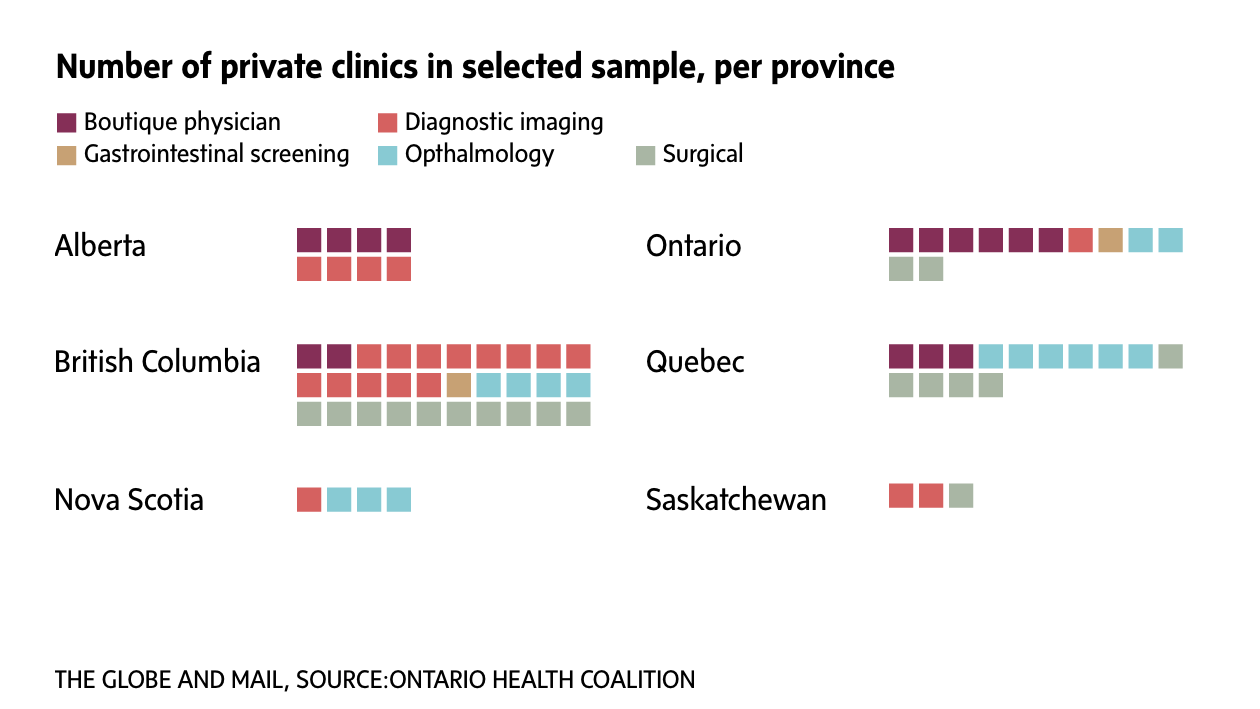 Number of private clinics in selected sample, per province
Boutique physician
Diagnostic imaging
Gastrointestinal screening
Opthalmology
Surgical
Alberta
Ontario
British Columbia
Quebec
Nova Scotia
Saskatchewan
THE GLOBE AND MAIL, SOURCE:ONTARIO HEALTH COALITION